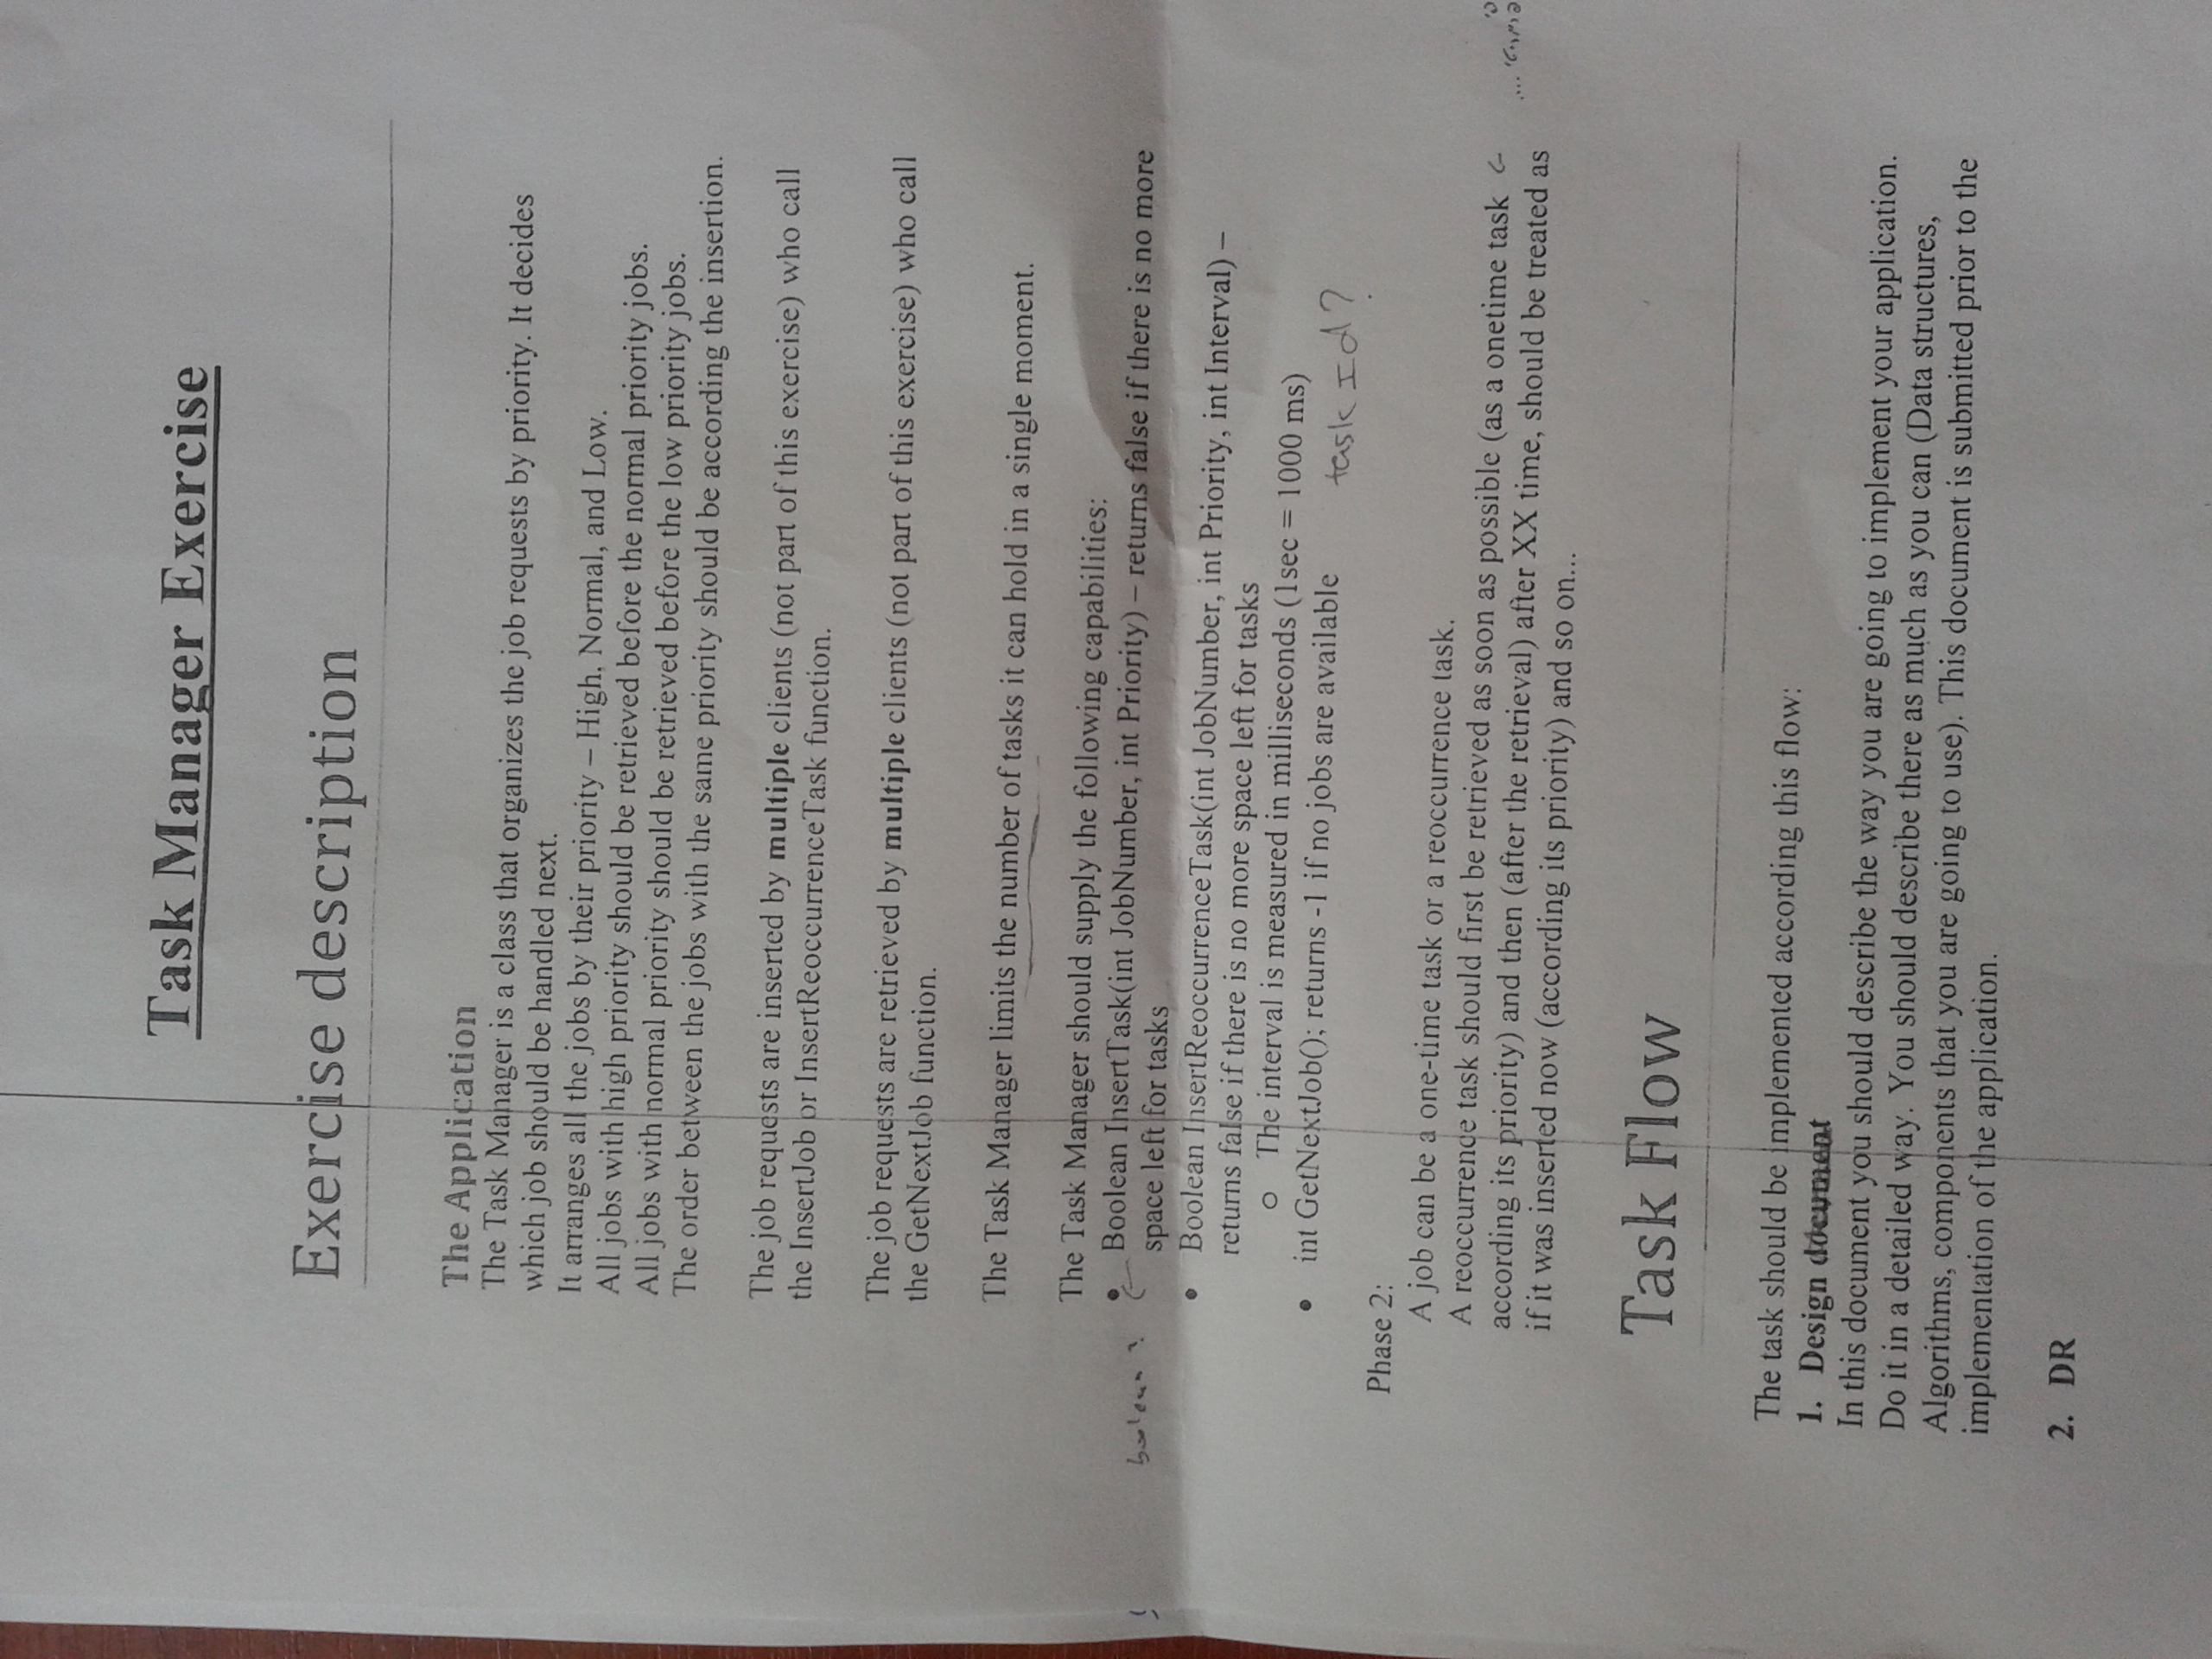 Task Manager Exercise
Exercise description
The Application
The Task Manager is a class that organizes the job requests by priority. It decides
which job should be handled next.
It arranges all the jobs by their priority – High, Normal, and Low.
All jobs with high priority should be retrieved before the normal priority jobs.
All jobs with normal priority should be retrieved before the low priority jobs.
The order between the jobs with the same priority should be according the insertion.
The job requests are inserted by multiple clients (not part of this exercise) who call
the InsertJob or InsertReoccurrenceTask function.
The job requests are retrieved by multiple clients (not part of this exercise) who call
the GetNextJob function.
The Task Manager limits the number of tasks it can hold in a single moment.
The Task Manager should supply the following capabilities:
• Boolean InsertTask(int JobNumber, int Priority) – returns false if there is no more
space left for tasks
• Boolean InsertReoccurrenceTask(int JobNumber, int Priority, int Interval) –
returns false if there is no more space left for tasks
o The interval is measured in milliseconds (1sec = 1000 ms)
• int GetNextJob(); returns -1 if no jobs are available
task Id?
Phase 2:
A job can be a one-time task or a reoccurrence task.
A reoccurrence task should first be retrieved as soon as possible (as a onetime task
according its priority) and then (after the retrieval) after XX time, should be treated as
if it was inserted now (according its priority) and so on...
Task Flow
The task should be implemented according this flow:
1. Design document
In this document you should describe the way you are going to implement your application.
Do it in a detailed way. You should describe there as much as you can (Data structures,
Algorithms, components that you are going to use). This document is submitted prior to the
implementation of the application.
2. DR